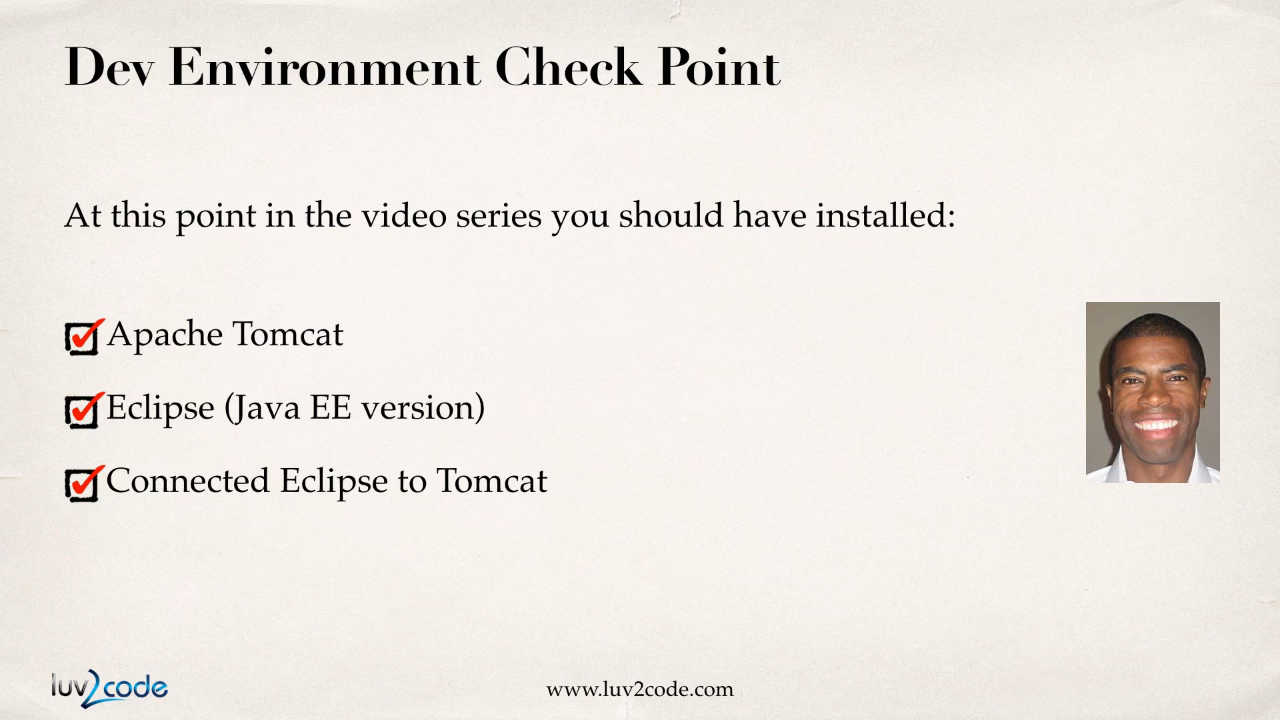 Dev Environment Check Point
At this point in the video series you should have installed:
Apache Tomcat
Eclipse (Java EE version)
Connected Eclipse to Tomcat
luv2code
www.luv2code.com